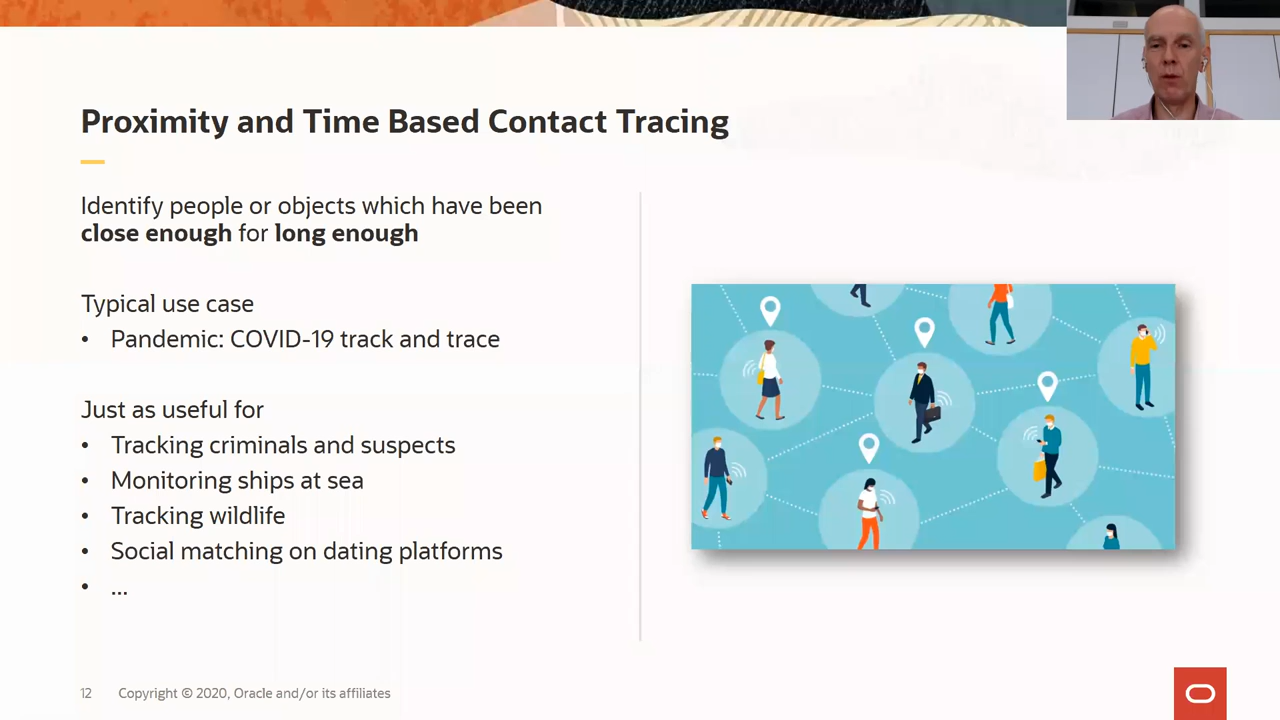 Proximity and Time Based Contact Tracing
Identify people or objects which have been
close enough for long enough
Typical use case
• Pandemic: COVID-19 track and trace
Just as useful for
• Tracking criminals and suspects
• Monitoring ships at sea
• Tracking wildlife
• Social matching on dating platforms
• ...
12 Copyright © 2020, Oracle and/or its affiliates